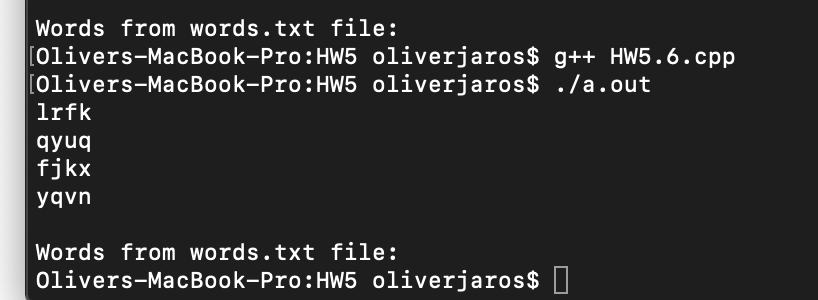 Words from words.txt file:
[Olivers-MacBook-Pro:HW5 oliverjaros$ g++ HW5.6.cpp
[Olivers-MacBook-Pro:HW5 oliverjaros$ ./a.out
lrfk
qyuq
fjkx
yqvn

Words from words.txt file:
Olivers-MacBook-Pro:HW5 oliverjaros$